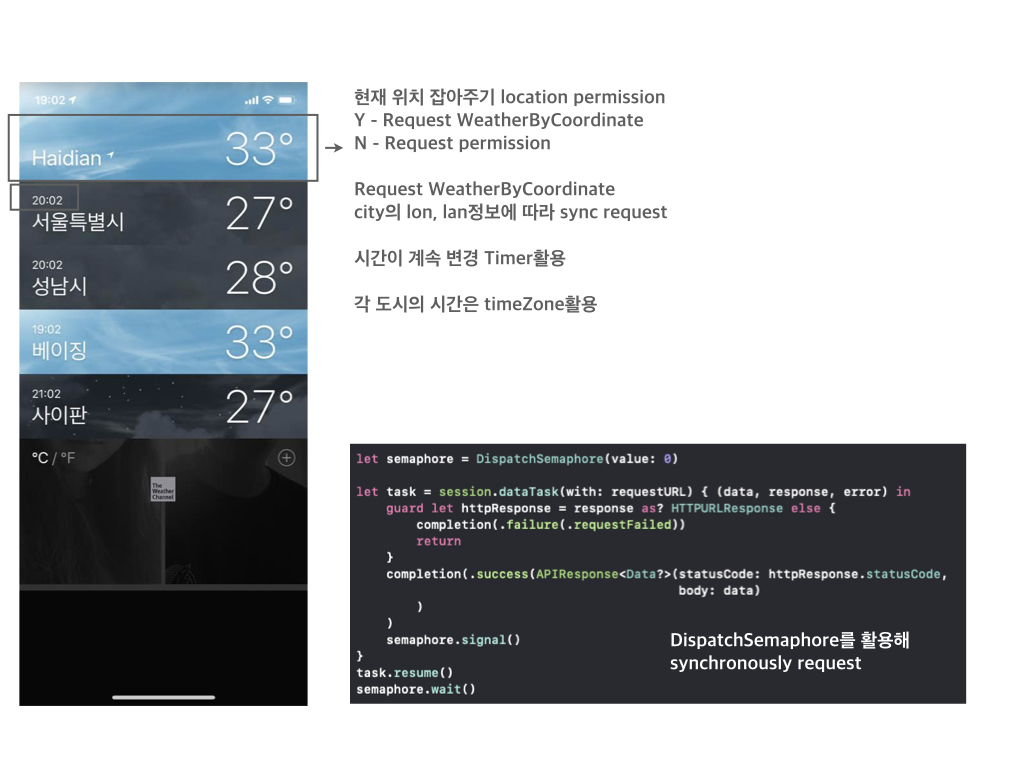 19:02
Haidian
33°
20:02
서울특별시
27°
20:02
성남시
28°
19:02
베이징
33°
21:02
사이판
27°
°C / °F
The
Weather
Channel
현재 위치 잡아주기 location permission
Y - Request WeatherByCoordinate
N - Request permission
Request WeatherByCoordinate
city의 lon, lan정보에 따라 sync request
시간이 계속 변경 Timer활용
각 도시의 시간은 timeZone활용
let semaphore = DispatchSemaphore(value: 0)
let task = session.dataTask(with: requestURL) { (data, response, error) in
guard let httpResponse = response as? HTTPURLResponse else {
completion(.failure(.requestFailed))
return
}
completion(.success(APIResponse<Data?>(statusCode: httpResponse.statusCode,
body: data)
)
)
semaphore.signal()
}
task.resume()
semaphore.wait()
DispatchSemaphore를 활용해
synchronously request